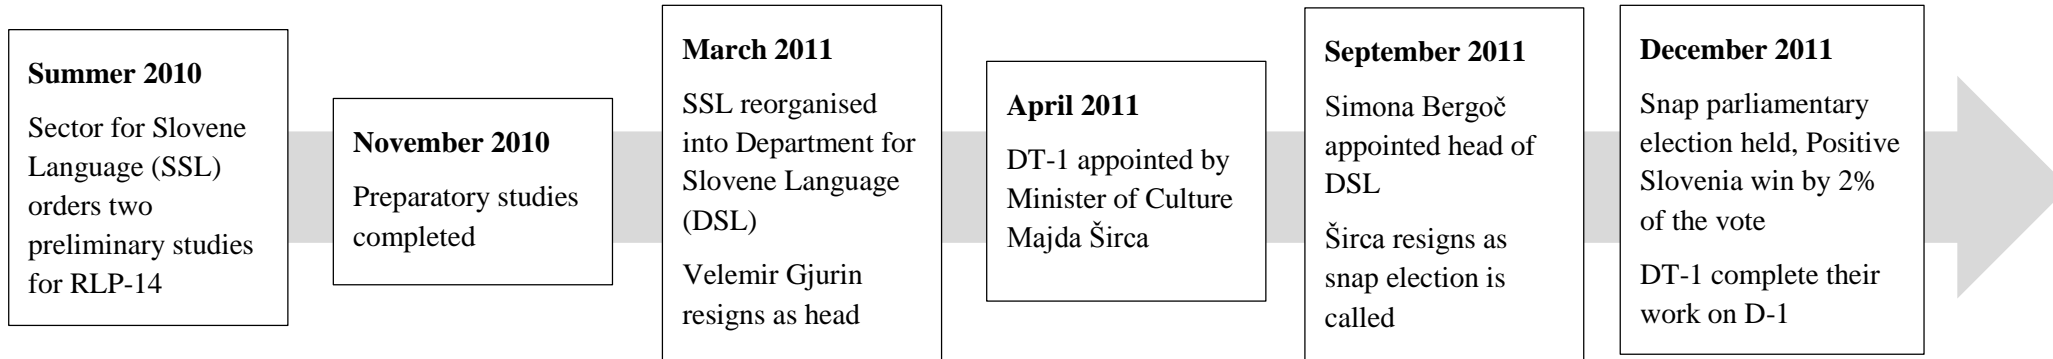 Summer 2010
Sector for Slovene
Language (SSL)
orders two
preliminary studies
for RLP-14
November 2010
Preparatory studies
completed
March 2011
SSL reorganised
into Department for
Slovene Language
(DSL)
Velemir Gjurin
resigns as head
April 2011
DT-1 appointed by
Minister of Culture
Majda Širca
September 2011
Simona Bergoč
appointed head of
DSL
Širca resigns as
snap election is
called
December 2011
Snap parliamentary
election held, Positive
Slovenia win by 2%
of the vote
DT-1 complete their
work on D-1